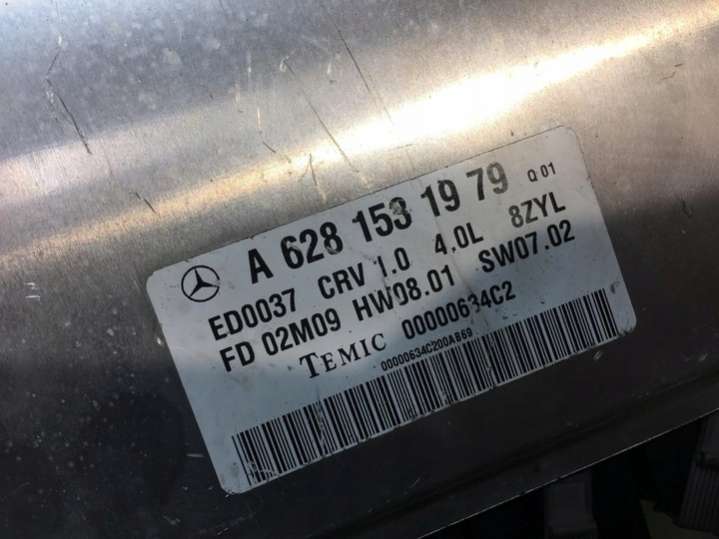 A 628 153 19 79 Q 01
ED0037 CRV 1.0 4.0L 8ZYL
FD 02M09 HW08.01 SW07.02
TEMIC 00000634C2
00000634C200AB69